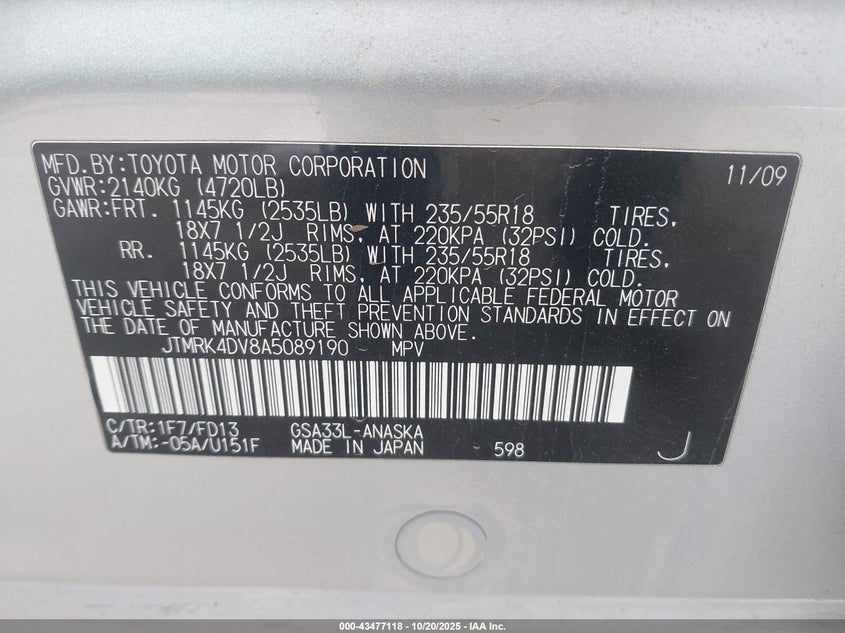 MFD.BY:TOYOTA MOTOR CORPORATION 11/09
GVWR:2140KG (4720LB)
GAWR:FRT. 1145KG (2535LB) WITH 235/55R18 TIRES,
18X7 1/2J RIMS, AT 220KPA (32PSI) COLD.
RR. 1145KG (2535LB) WITH 235/55R18 TIRES,
18X7 1/2J RIMS, AT 220KPA (32PSI) COLD.
THIS VEHICLE CONFORMS TO ALL APPLICABLE FEDERAL MOTOR
VEHICLE SAFETY AND THEFT PREVENTION STANDARDS IN EFFECT ON
THE DATE OF MANUFACTURE SHOWN ABOVE.
JTMRK4DV8A5089190 MPV
C/TR:1F7/FD13 GSA33L-ANASKA
A/TM:-05A/U151F MADE IN JAPAN 598 J
000-43477118 - 10/20/2025 - IAA Inc.